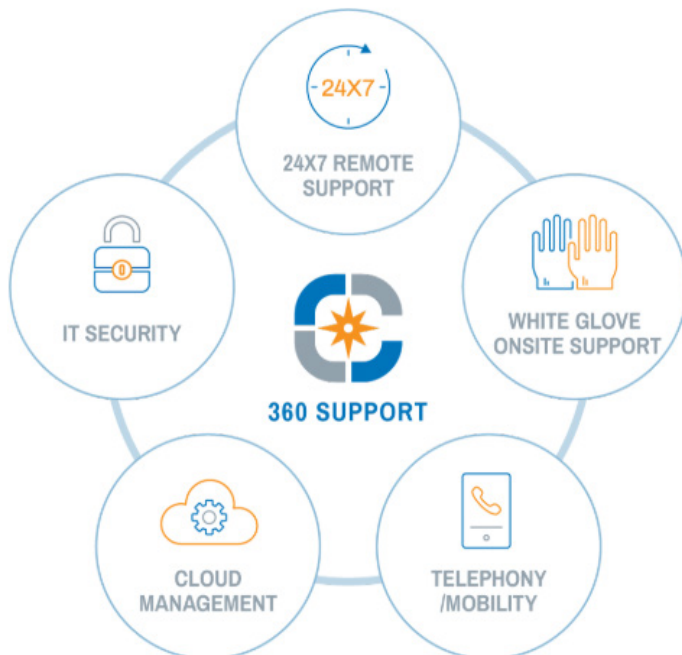 24X7
24X7 REMOTE
SUPPORT
WHITE GLOVE
ONSITE SUPPORT
TELEPHONY
/MOBILITY
CLOUD
MANAGEMENT
IT SECURITY
360 SUPPORT